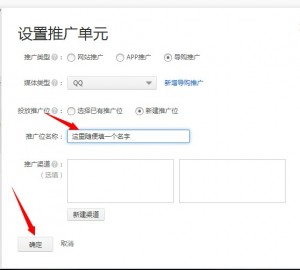 设置推广单元
推广类型 ? : 网站推广 APP推广 导购推广
媒体类型 ? : QQ 新增导购推广
投放推广位 ? : 选择已有推广位 新建推广位
推广位名称: 这里随便填一个名字
推广渠道 ? :
(选填)
新建渠道
确定 取消